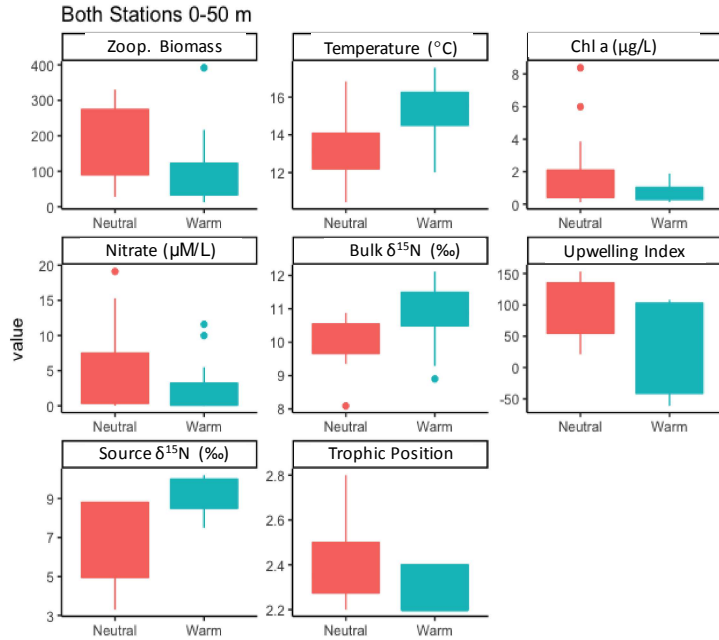 Both Stations 0-50 m
Zoop. Biomass
Temperature (°C)
Chl a (µg/L)
400
300
200
100
0
16
14
12
8
6
4
2
0
Neutral Warm
Neutral Warm
Neutral Warm
Nitrate (µM/L)
Bulk δ¹⁵N (‰)
Upwelling Index
value
20
15
10
5
0
12
11
10
9
8
150
100
50
0
-50
Neutral Warm
Neutral Warm
Neutral Warm
Source δ¹⁵N (‰)
Trophic Position
9
7
5
3
2.8
2.6
2.4
2.2
Neutral Warm
Neutral Warm